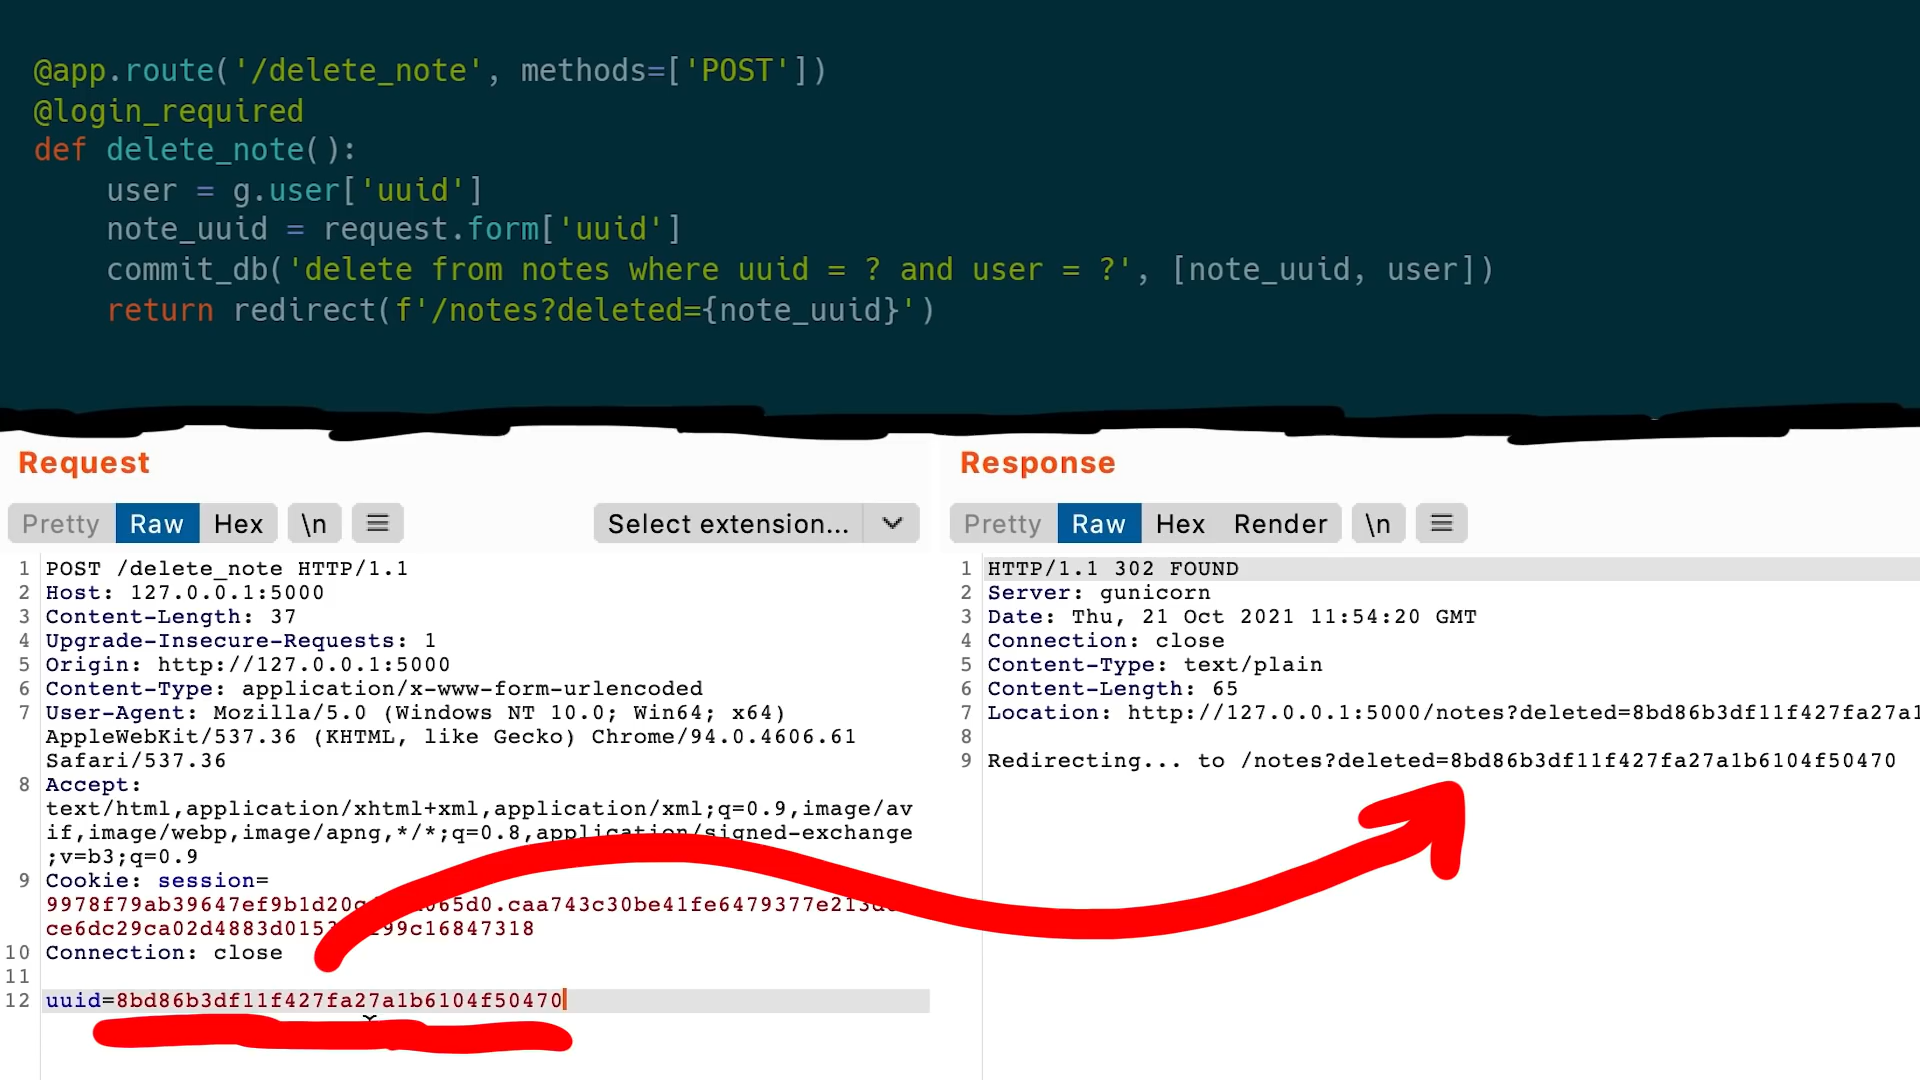 @app.route('/delete_note', methods=['POST'])
@login_required
def delete_note():
    user = g.user['uuid']
    note_uuid = request.form['uuid']
    commit_db('delete from notes where uuid = ? and user = ?', [note_uuid, user])
    return redirect(f'/notes?deleted={note_uuid}')
Request
Pretty Raw Hex \n
Select extension...
1 POST /delete_note HTTP/1.1
2 Host: 127.0.0.1:5000
3 Content-Length: 37
4 Upgrade-Insecure-Requests: 1
5 Origin: http://127.0.0.1:5000
6 Content-Type: application/x-www-form-urlencoded
7 User-Agent: Mozilla/5.0 (Windows NT 10.0; Win64; x64)
AppleWebKit/537.36 (KHTML, like Gecko) Chrome/94.0.4606.61
Safari/537.36
8 Accept:
text/html,application/xhtml+xml,application/xml;q=0.9,image/av
if,image/webp,image/apng,*/*;q=0.8,application/signed-exchange
;v=b3;q=0.9
9 Cookie: session=
10 Connection: close
11
12 uuid=8bd86b3df11f427fa27a1b6104f50470
Response
Pretty Raw Hex Render \n
1 HTTP/1.1 302 FOUND
2 Server: gunicorn
3 Date: Thu, 21 Oct 2021 11:54:20 GMT
4 Connection: close
5 Content-Type: text/plain
6 Content-Length: 65
7 Location: http://127.0.0.1:5000/notes?deleted=8bd86b3df11f427fa27a1
8
9 Redirecting... to /notes?deleted=8bd86b3df11f427fa27a1b6104f50470